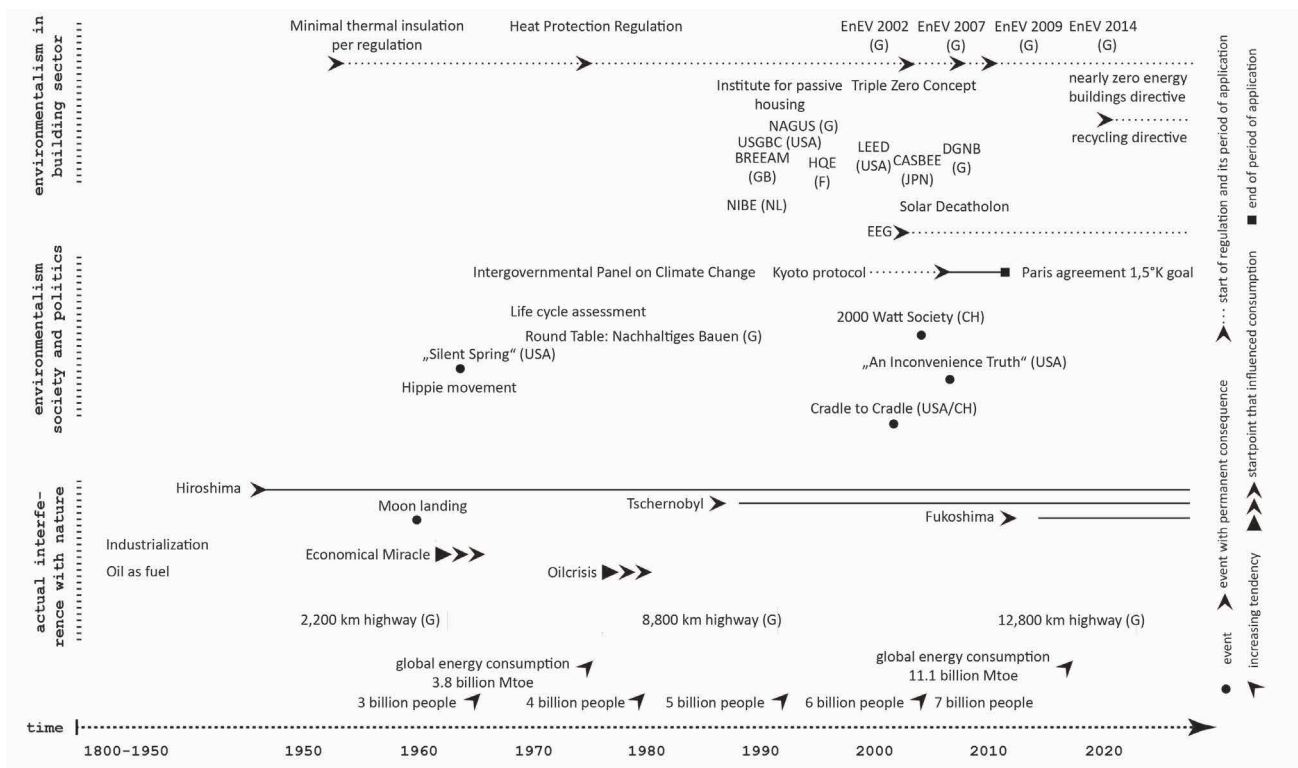 environmentalism in
building sector
Minimal thermal insulation
per regulation
Heat Protection Regulation
EnEV 2002
(G)
EnEV 2007
(G)
EnEV 2009
(G)
EnEV 2014
(G)
Institute for passive
housing
Triple Zero Concept
nearly zero energy
buildings directive
NAGUS (G)
USGBC (USA)
BREEAM
(GB)
HQE
(F)
LEED
(USA)
CASBEE
(JPN)
DGNB
(G)
recycling directive
NIBE (NL)
Solar Decatholon
EEG
environmentalism
society and politics
Intergovernmental Panel on Climate Change
Kyoto protocol
Paris agreement 1,5°K goal
Life cycle assessment
2000 Watt Society (CH)
Round Table: Nachhaltiges Bauen (G)
„Silent Spring“ (USA)
„An Inconvenience Truth“ (USA)
Hippie movement
Cradle to Cradle (USA/CH)
actual interfe-
rence with nature
Hiroshima
Moon landing
Tschernobyl
Fukoshima
Industrialization
Economical Miracle
Oil as fuel
Oilcrisis
2,200 km highway (G)
8,800 km highway (G)
12,800 km highway (G)
global energy consumption
3.8 billion Mtoe
global energy consumption
11.1 billion Mtoe
3 billion people
4 billion people
5 billion people
6 billion people
7 billion people
time
1800-1950
1950
1960
1970
1980
1990
2000
2010
2020
event
event with permanent consequence
start of regulation and its period of application
increasing tendency
startpoint that influenced consumption
end of period of application